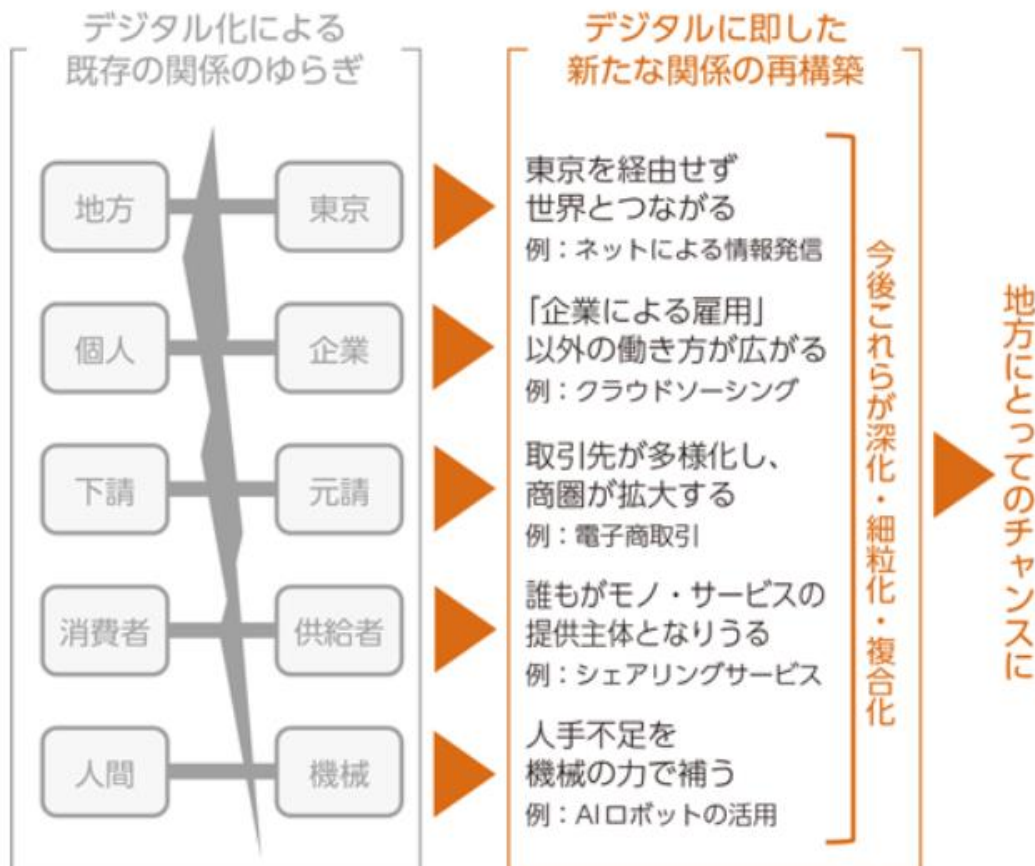 デジタル化による
既存の関係のゆらぎ
デジタルに即した
新たな関係の再構築
地方
東京
東京を経由せず
世界とつながる
例：ネットによる情報発信
個人
企業
「企業による雇用」
以外の働き方が広がる
例：クラウドソーシング
下請
元請
取引先が多様化し、
商圏が拡大する
例：電子商取引
消費者
供給者
誰もがモノ・サービスの
提供主体となりうる
例：シェアリングサービス
人間
機械
人手不足を
機械の力で補う
例：AIロボットの活用
今後これらが深化・細粒化・複合化
地方にとってのチャンスに